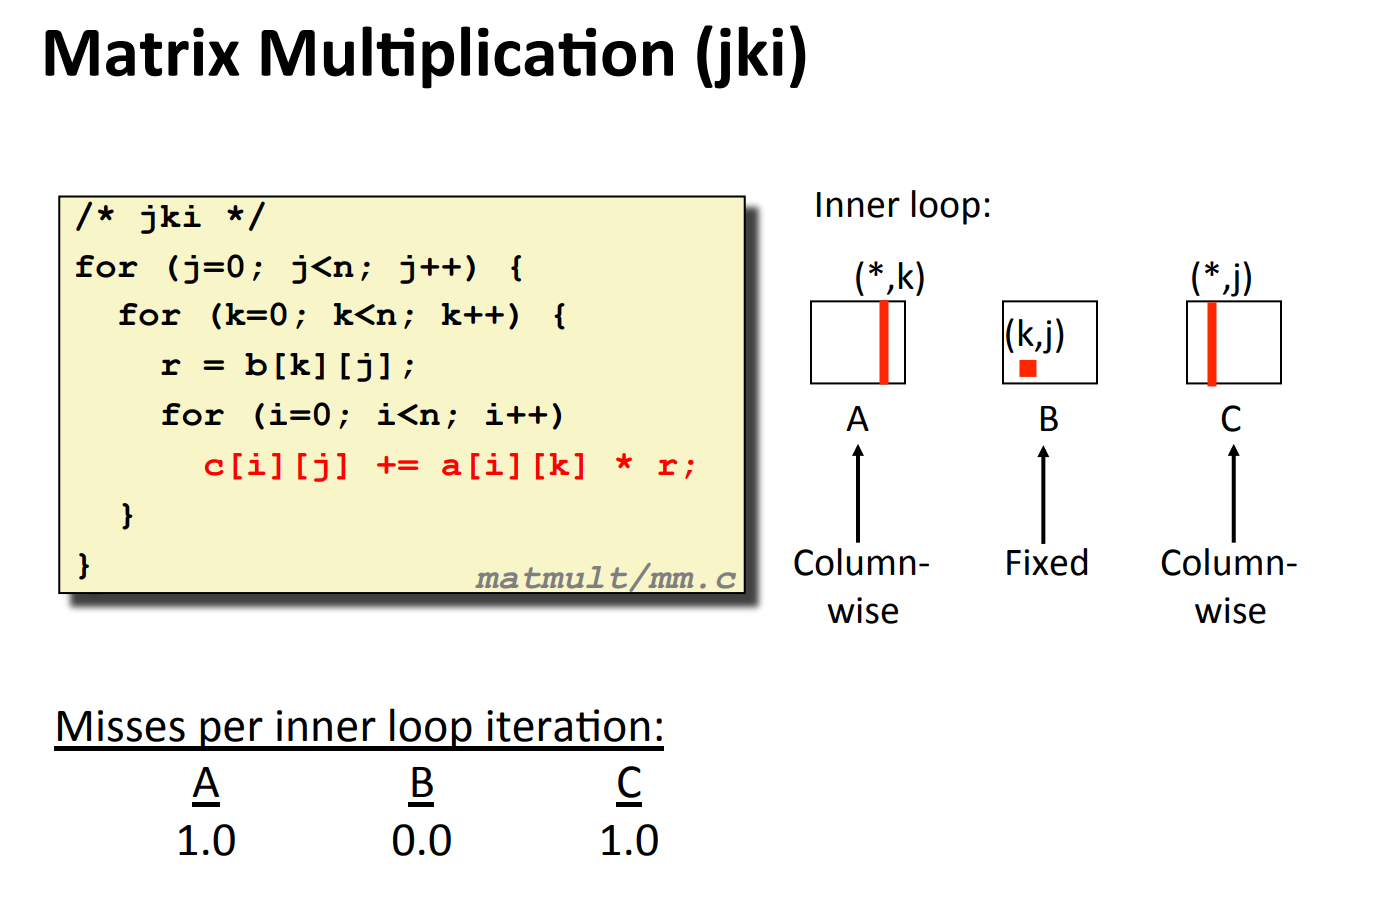 Matrix Multiplication (jki)
/* jki */
for (j=0; j<n; j++) {
for (k=0; k<n; k++) {
r = b[k][j];
for (i=0; i<n; i++)
c[i][j] += a[i][k] * r;
}
}
matmult/mm.c
Inner loop:
(*,k)
(*,j)
(k,j)
A
B
C
Column-
wise
Fixed
Column-
wise
Misses per inner loop iteration:
A B C
1.0 0.0 1.0